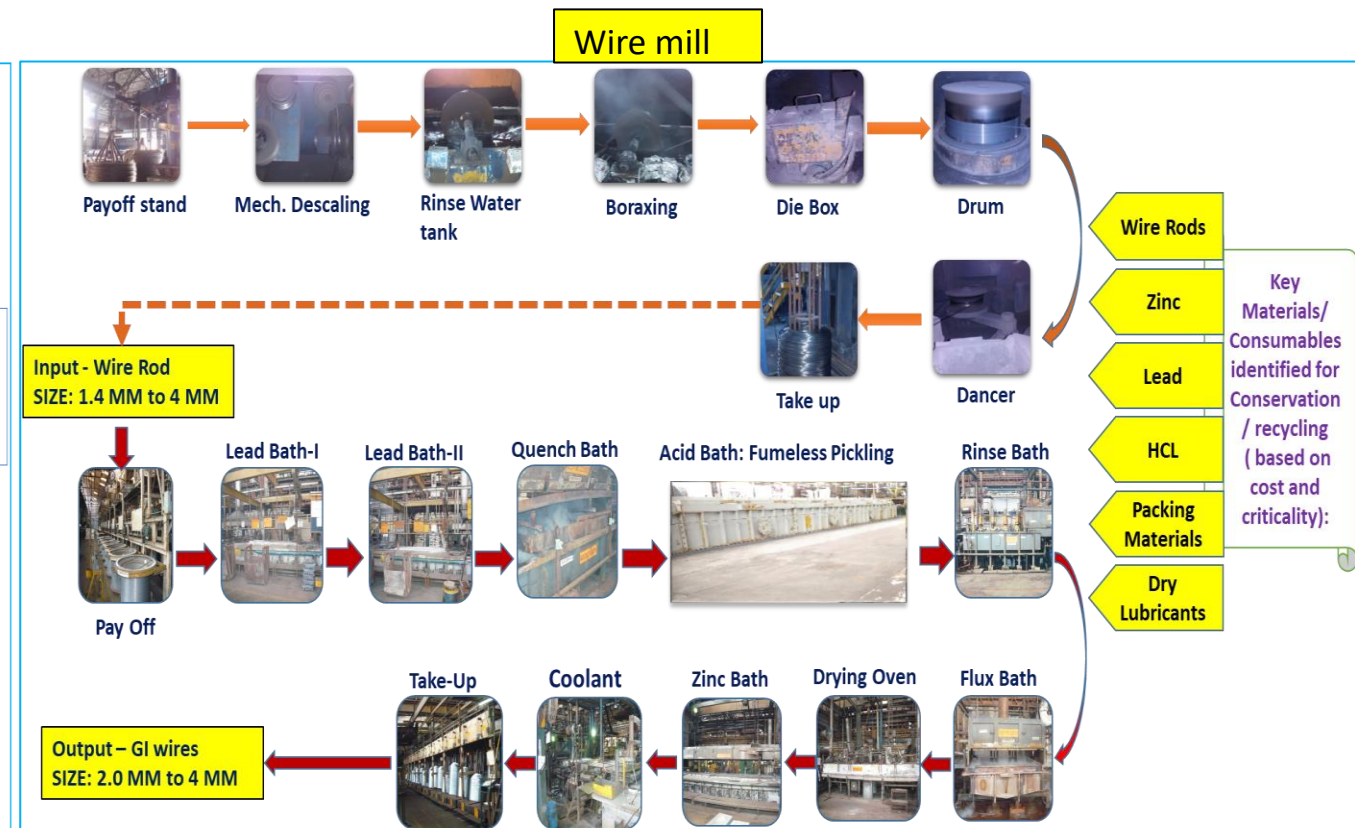 Wire mill
Payoff stand
Mech. Descaling
Rinse Water
tank
Boraxing
Die Box
Drum
Wire Rods
Zinc
Lead
HCL
Packing
Materials
Dry
Lubricants
Key
Materials/
Consumables
identified for
Conservation
/ recycling
( based on
cost and
criticality):
Take up
Dancer
Input - Wire Rod
SIZE: 1.4 MM to 4 MM
Pay Off
Lead Bath-I
Lead Bath-II
Quench Bath
Acid Bath: Fumeless Pickling
Rinse Bath
Take-Up
Coolant
Zinc Bath
Drying Oven
Flux Bath
Output – GI wires
SIZE: 2.0 MM to 4 MM